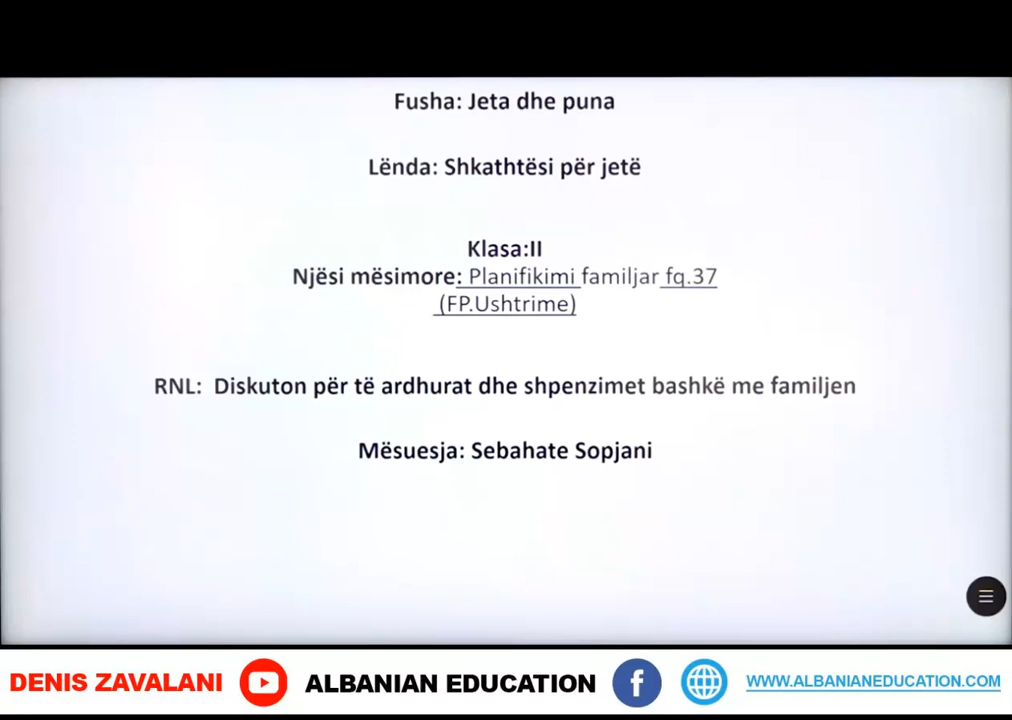 Fusha: Jeta dhe puna
Lënda: Shkathtësi për jetë
Klasa:II
Njësi mësimore: Planifikimi familjar fq.37
(FP.Ushtrime)
RNL: Diskuton për të ardhurat dhe shpenzimet bashkë me familjen
Mësuesja: Sebahate Sopjani
DENIS ZAVALANI ALBANIAN EDUCATION WWW.ALBANIANEDUCATION.COM